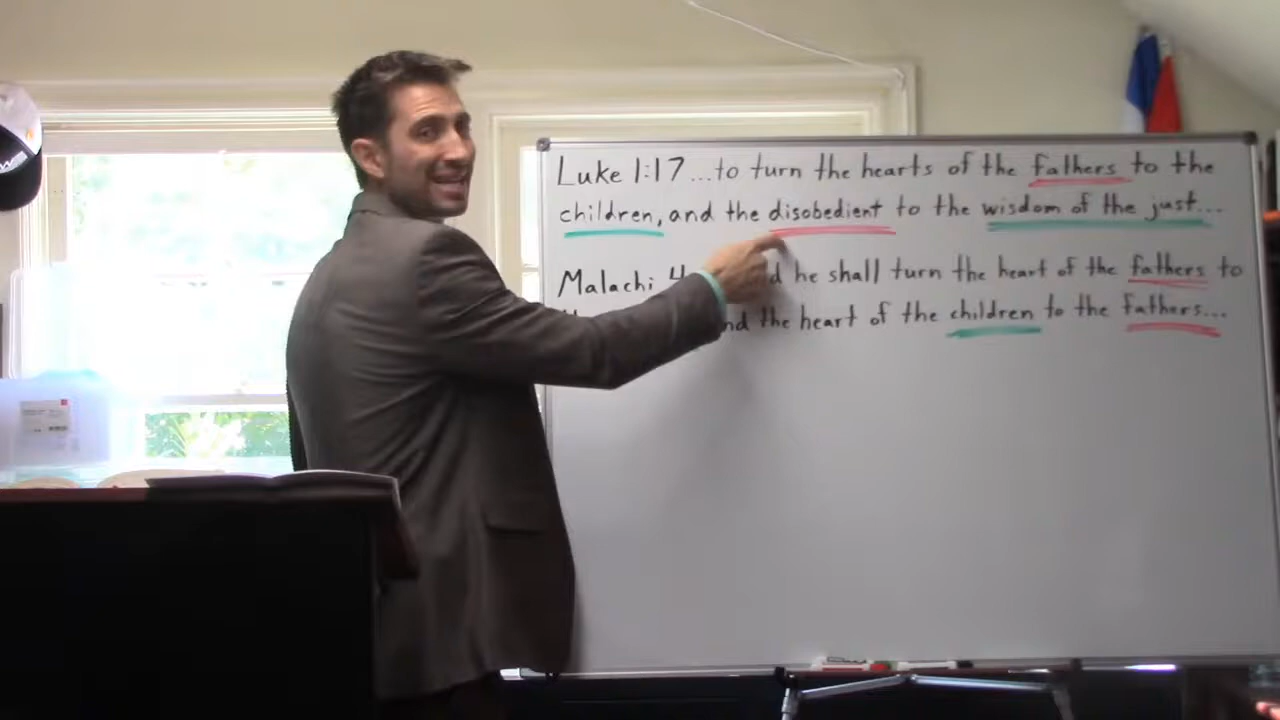 Luke 1:17 ...to turn the hearts of the fathers to the
children, and the disobedient to the wisdom of the just...
Malachi he shall turn the heart of the fathers to
the heart of the children to the fathers...